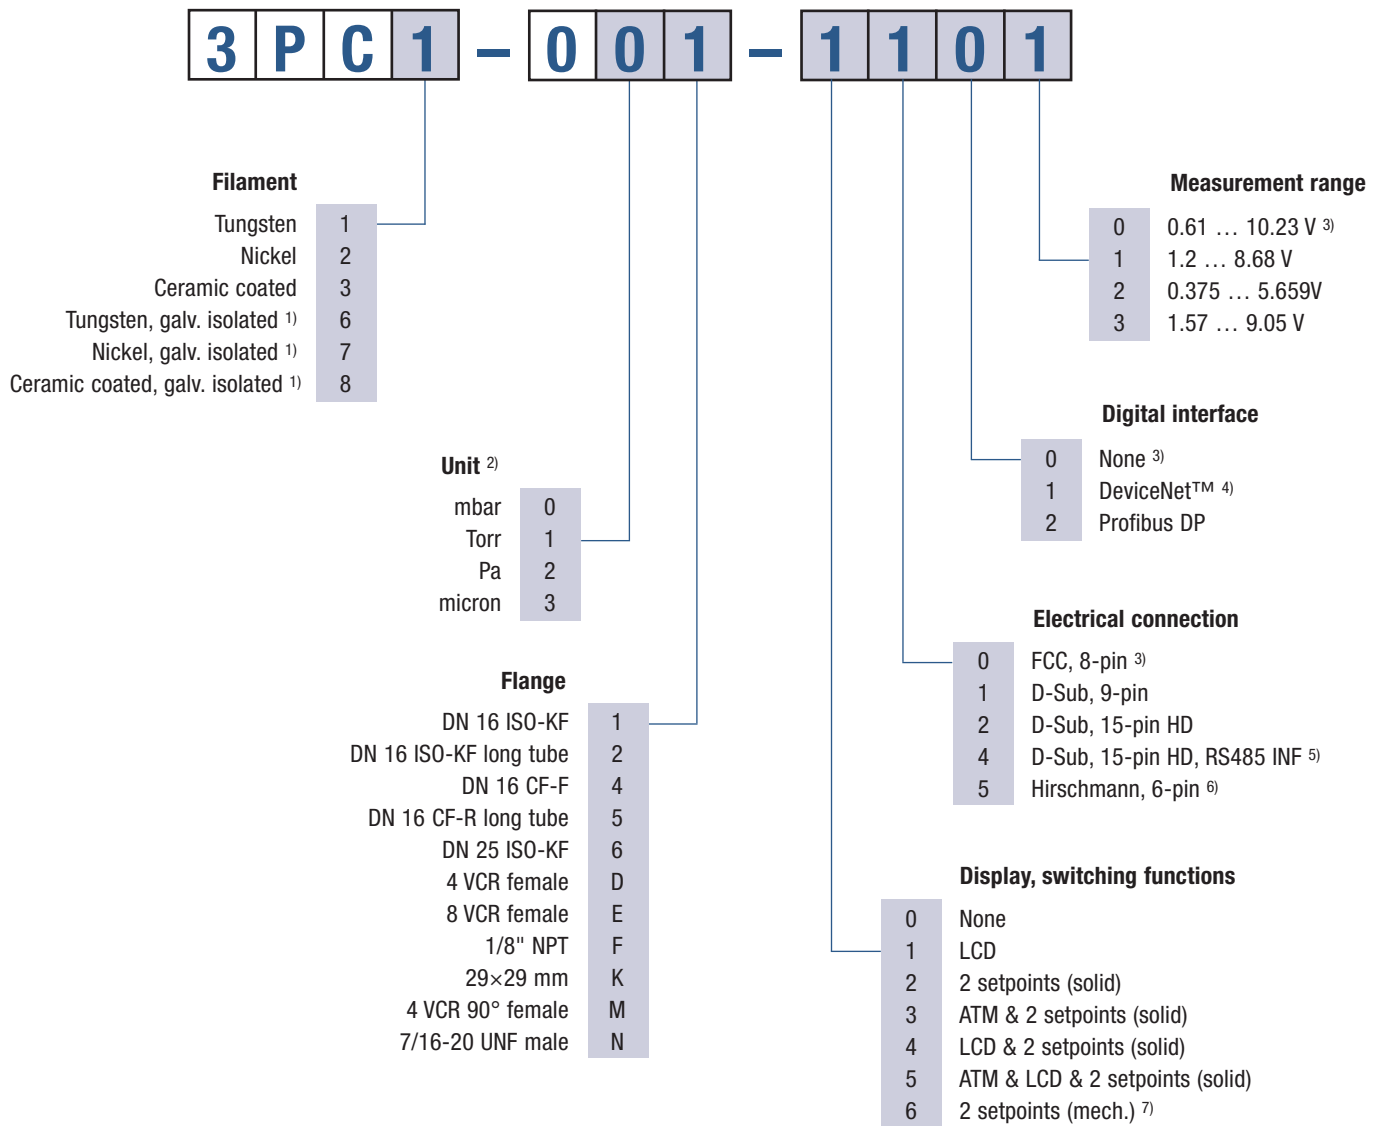 3PC1–001–1101
Filament
Tungsten 1
Nickel 2
Ceramic coated 3
Tungsten, galv. isolated 1) 6
Nickel, galv. isolated 1) 7
Ceramic coated, galv. isolated 1) 8
Unit 2)
mbar 0
Torr 1
Pa 2
micron 3
Flange
DN 16 ISO-KF 1
DN 16 ISO-KF long tube 2
DN 16 CF-F 4
DN 16 CF-R long tube 5
DN 25 ISO-KF 6
4 VCR female D
8 VCR female E
1/8" NPT F
29×29 mm K
4 VCR 90° female M
7/16-20 UNF male N
Measurement range
0 0.61 … 10.23 V 3)
1 1.2 … 8.68 V
2 0.375 … 5.659V
3 1.57 … 9.05 V
Digital interface
0 None 3)
1 DeviceNet™ 4)
2 Profibus DP
Electrical connection
0 FCC, 8-pin 3)
1 D-Sub, 9-pin
2 D-Sub, 15-pin HD
4 D-Sub, 15-pin HD, RS485 INF 5)
5 Hirschmann, 6-pin 6)
Display, switching functions
0 None
1 LCD
2 2 setpoints (solid)
3 ATM & 2 setpoints (solid)
4 LCD & 2 setpoints (solid)
5 ATM & LCD & 2 setpoints (solid)
6 2 setpoints (mech.) 7)